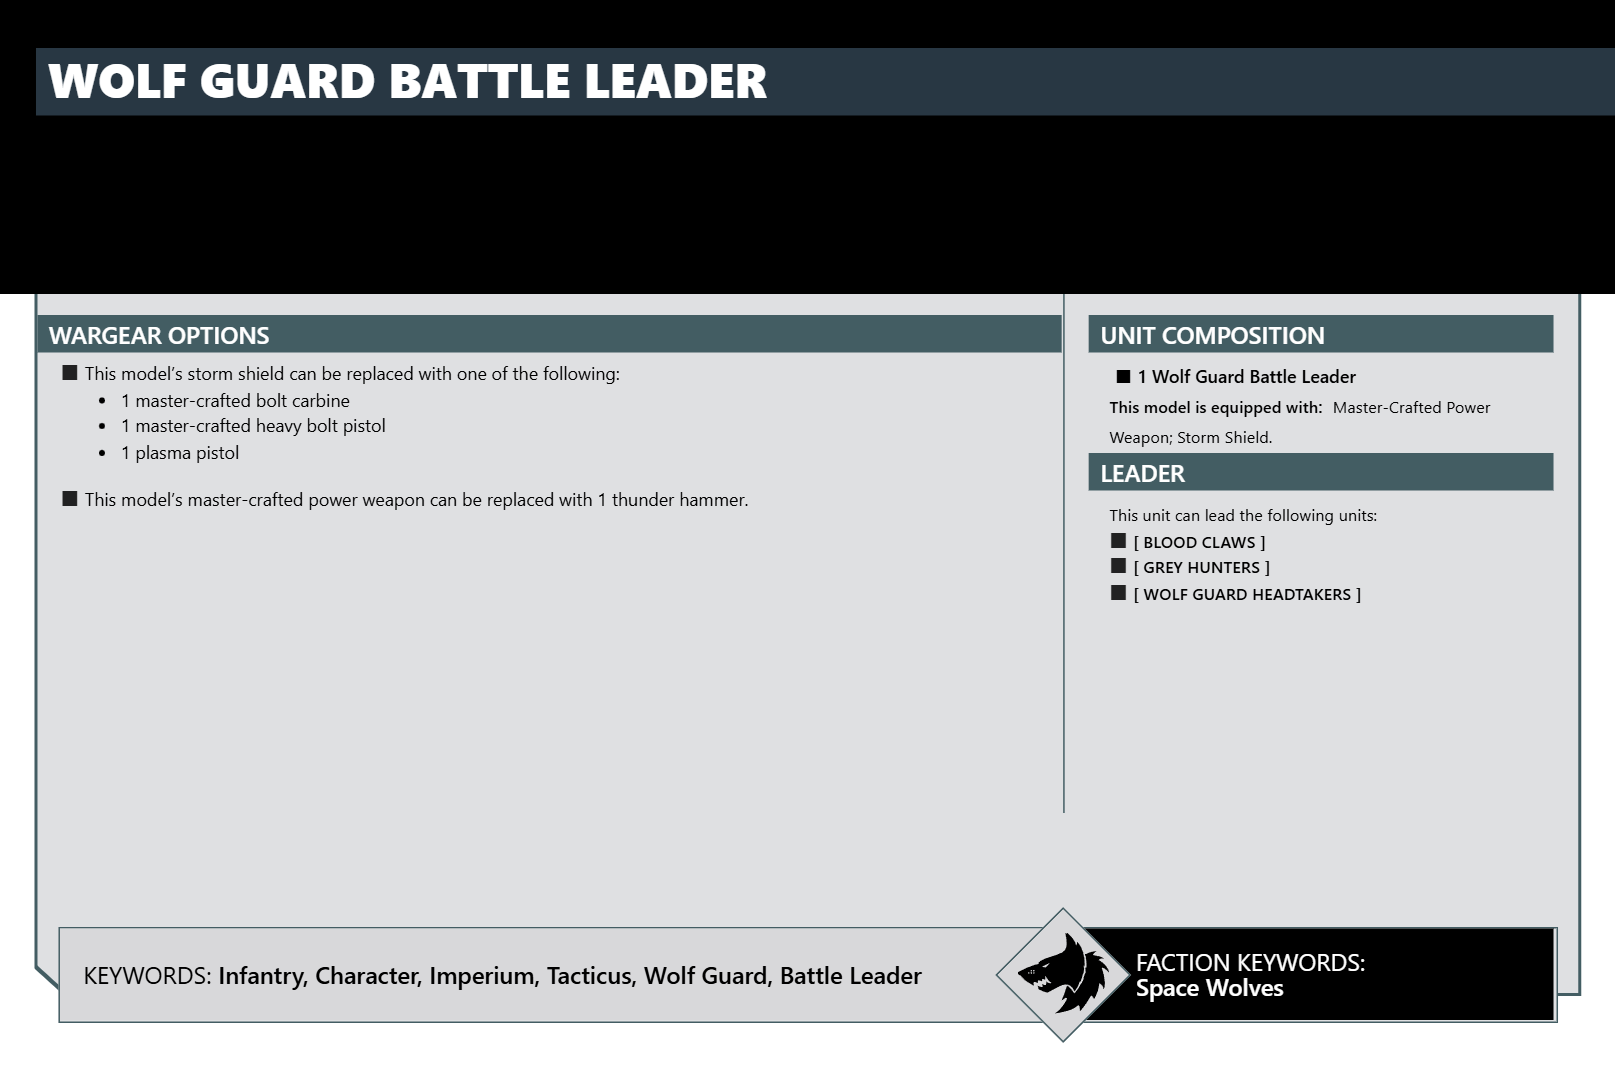 WOLF GUARD BATTLE LEADER
WARGEAR OPTIONS
This model’s storm shield can be replaced with one of the following:
1 master-crafted bolt carbine
1 master-crafted heavy bolt pistol
1 plasma pistol
This model’s master-crafted power weapon can be replaced with 1 thunder hammer.
UNIT COMPOSITION
1 Wolf Guard Battle Leader
This model is equipped with: Master-Crafted Power
Weapon; Storm Shield.
LEADER
This unit can lead the following units:
[ BLOOD CLAWS ]
[ GREY HUNTERS ]
[ WOLF GUARD HEADTAKERS ]
KEYWORDS: Infantry, Character, Imperium, Tacticus, Wolf Guard, Battle Leader
FACTION KEYWORDS:
Space Wolves